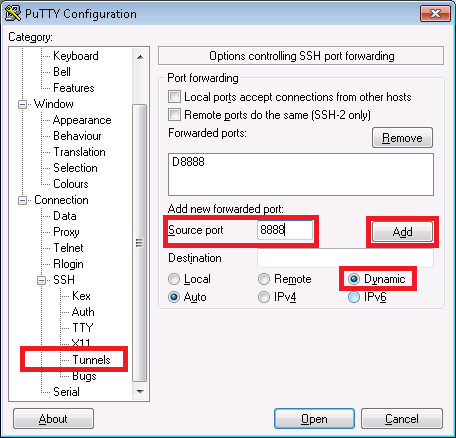 PuTTY Configuration
Category:
Keyboard
Bell
Features
Window
Appearance
Behaviour
Translation
Selection
Colours
Connection
Data
Proxy
Telnet
Rlogin
SSH
Kex
Auth
TTY
X11
Tunnels
Bugs
Serial
Options controlling SSH port forwarding
Port forwarding
Local ports accept connections from other hosts
Remote ports do the same (SSH-2 only)
Forwarded ports:
Remove
D8888
Add new forwarded port:
Source port 8888 Add
Destination
Local Remote Dynamic
Auto IPv4 IPv6
About Open Cancel